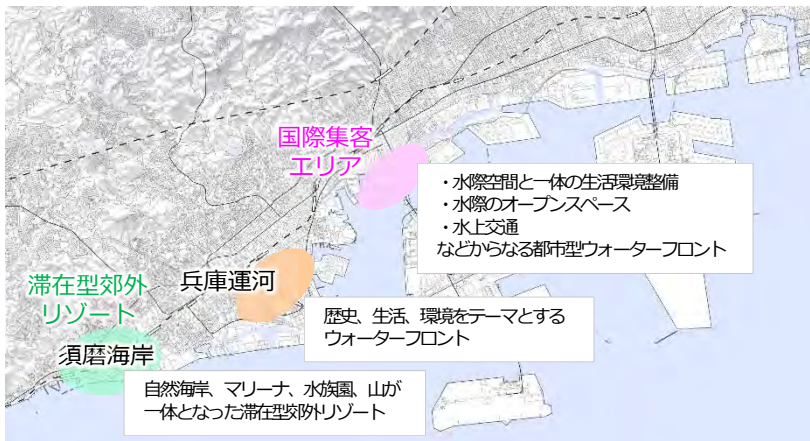 国際集客
エリア
・水際空間と一体の生活環境整備
・水際のオープンスペース
・水上交通
などからなる都市型ウォーターフロント
兵庫運河
歴史、生活、環境をテーマとする
ウォーターフロント
滞在型郊外
リゾート
須磨海岸
自然海岸、マリーナ、水族園、山が
一体となった滞在型郊外リゾート